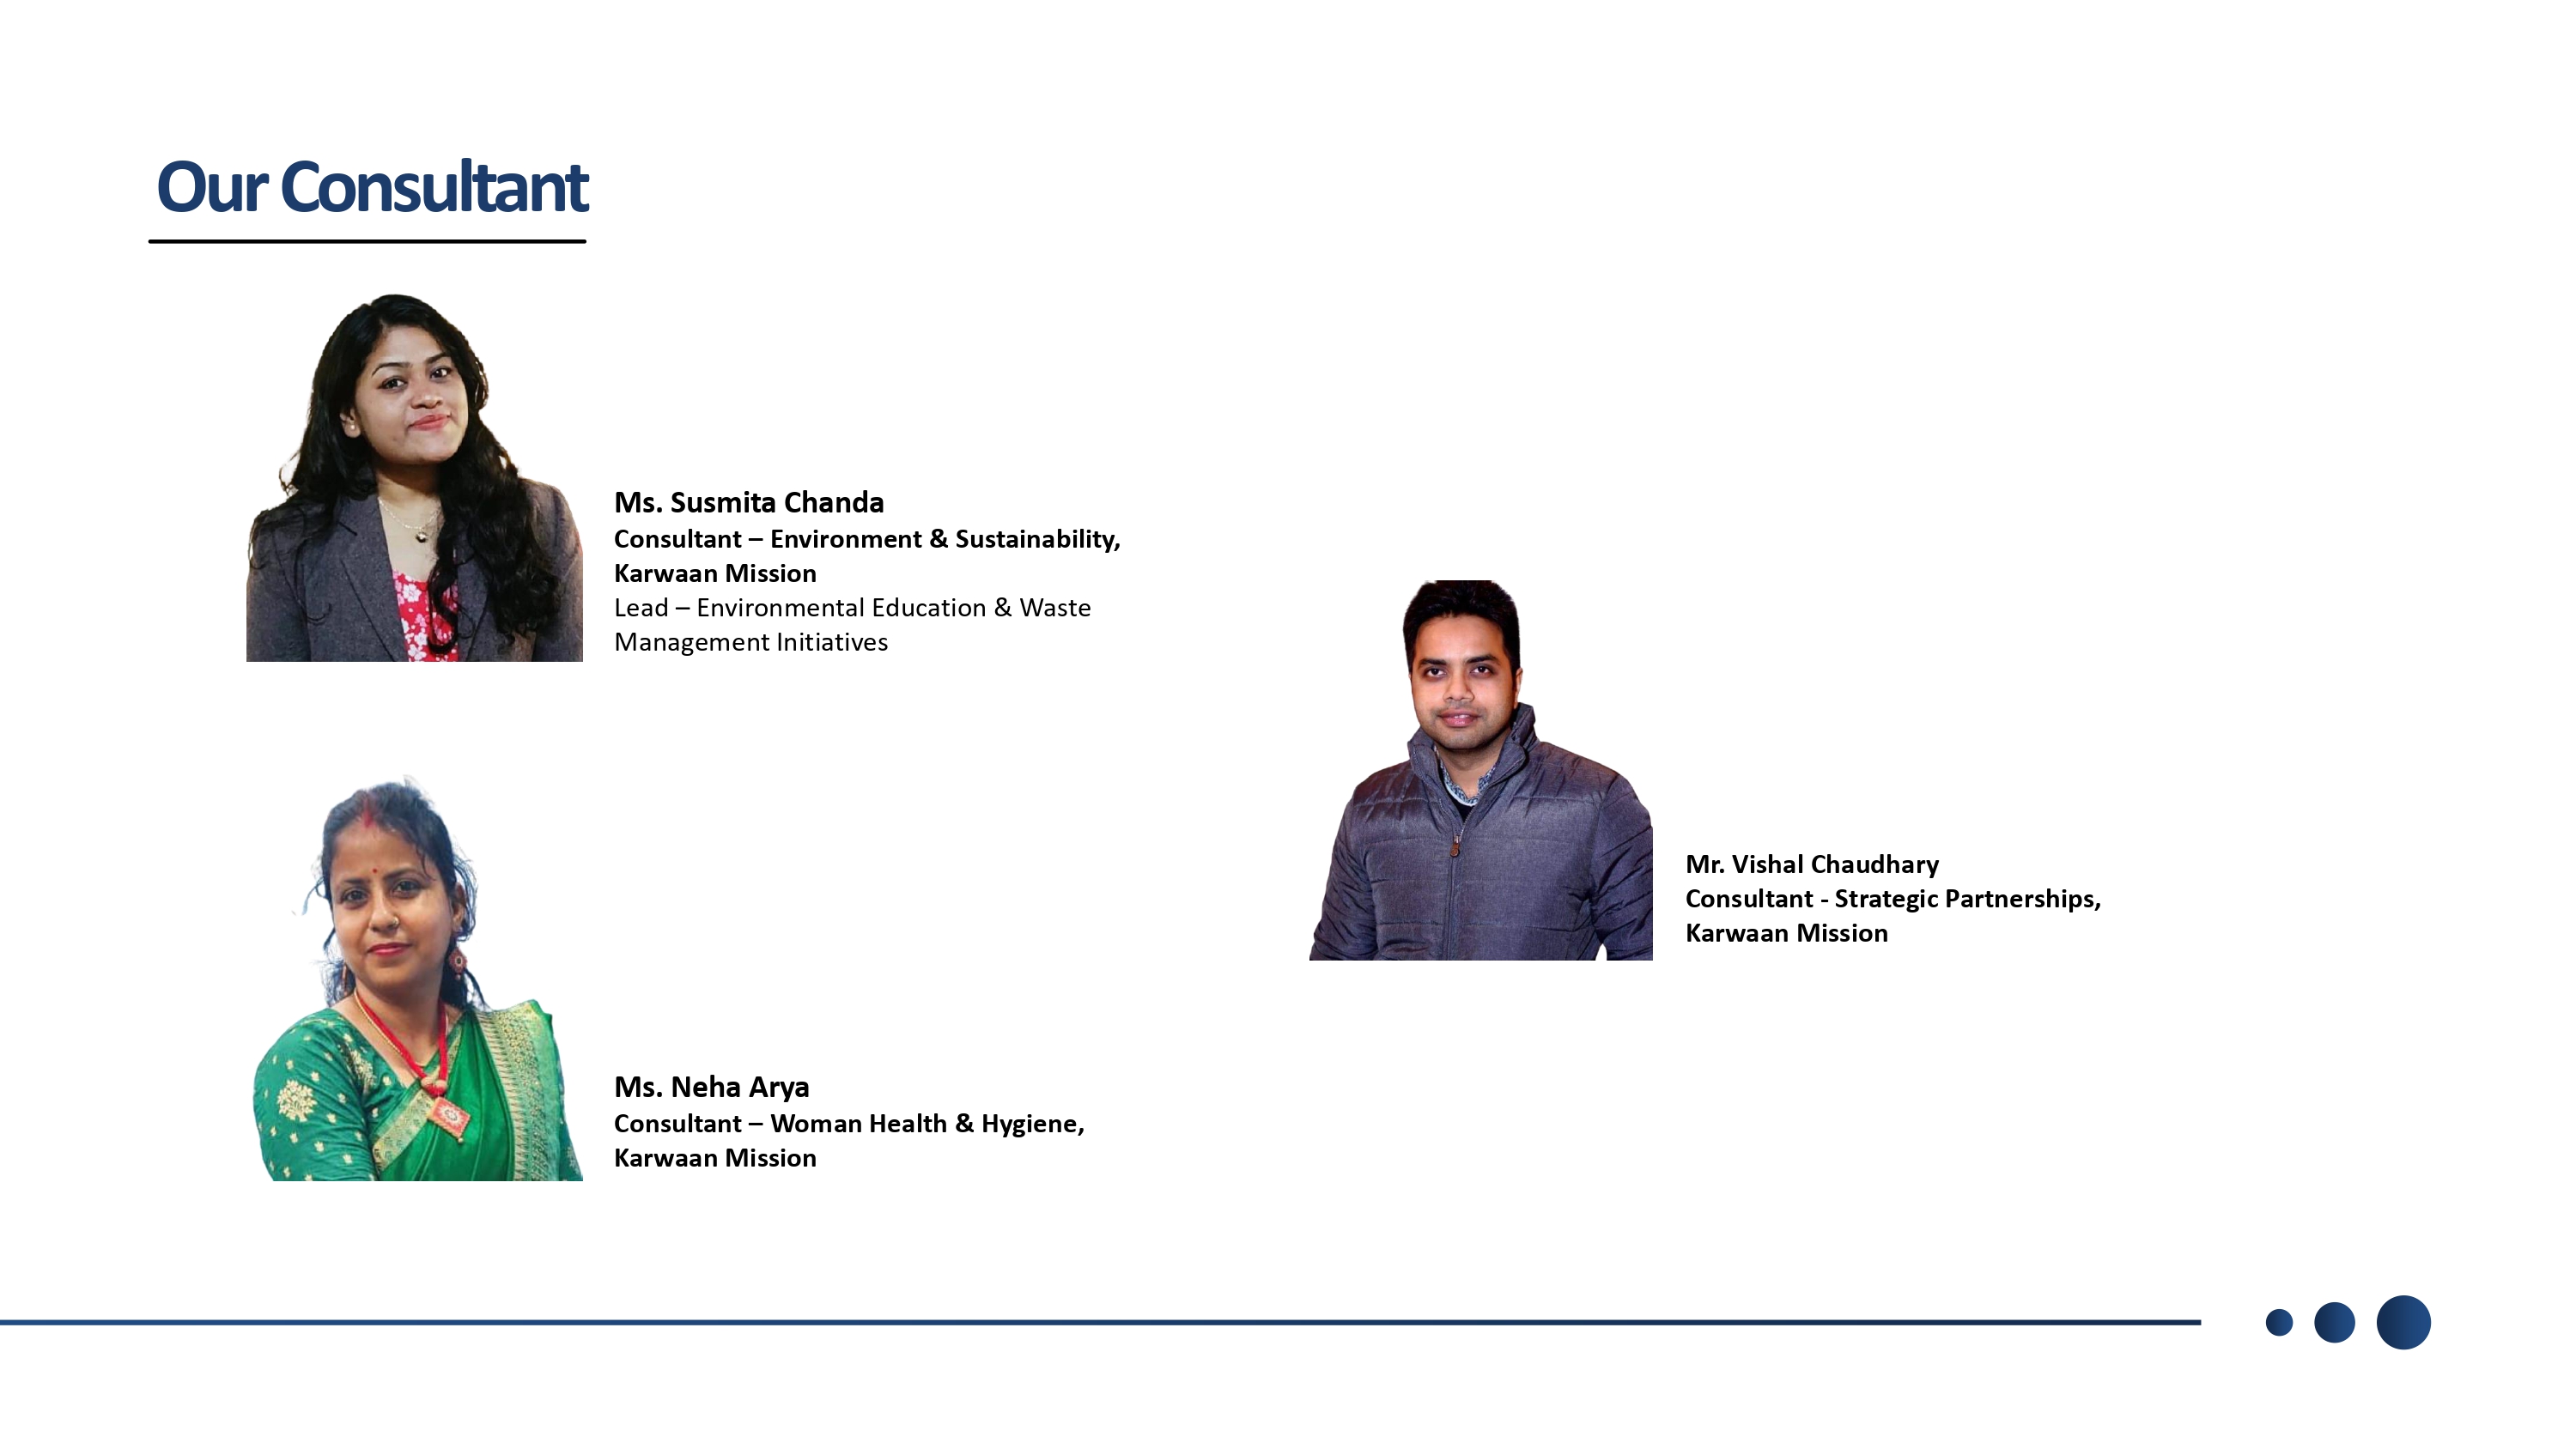 Our Consultant
Ms. Susmita Chanda
Consultant – Environment & Sustainability,
Karwaan Mission
Lead – Environmental Education & Waste
Management Initiatives
Mr. Vishal Chaudhary
Consultant - Strategic Partnerships,
Karwaan Mission
Ms. Neha Arya
Consultant – Woman Health & Hygiene,
Karwaan Mission